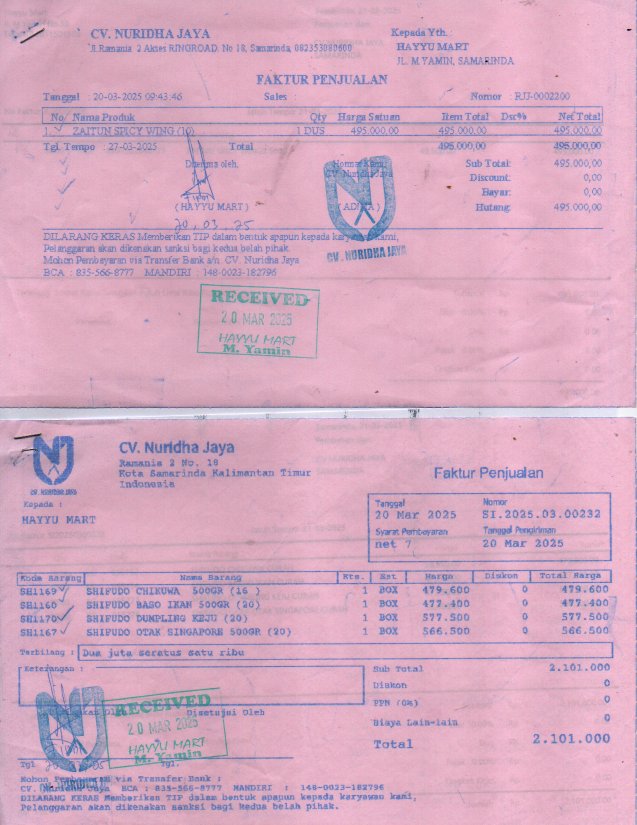 CV. NURIDHA JAYA
Jl.Ramania 2 Akses RINGROAD, No 18, Samarinda, 082353080600
Kepada Yth. :
HAYYU MART
JL. M.YAMIN, SAMARINDA
FAKTUR PENJUALAN
Tanggal : 20-03-2025 09:43:46 Sales : Nomor : RJJ-0002200
No Nama Produk Qty Harga Satuan Item Total Dsc% Net Total
1 ZAITUN SPICY WING (10) 1 DUS 495.000,00 495.000,00 495.000,00
Tgl. Tempo : 27-03-2025 Total 495.000,00 495.000,00
Diterima oleh, Hormat Kami, Sub Total: 495.000,00
CV. Nuridha Jaya
Discount: 0,00
Bayar: 0,00
(HAYYU MART) (ADINA) Hutang: 495.000,00
20.03.25
DILARANG KERAS Memberikan TIP dalam bentuk apapun kepada karyawan kami,
Pelanggaran akan dikenakan sanksi bagi kedua belah pihak.
Mohon Pembayaran via Transfer Bank a/n. CV. Nuridha Jaya
BCA : 835-566-8777 MANDIRI : 148-0023-182796
CV. NURIDHA JAYA
RECEIVED
20 MAR 2025
HAYYU MART
M. Yamin
CV. Nuridha Jaya
Ramania 2 No. 18
Kota Samarinda Kalimantan Timur
Indonesia
CV. NURIDHA JAYA
Faktur Penjualan
Kepada :
HAYYU MART
Tanggal Nomor
20 Mar 2025 SI.2025.03.00232
Syarat Pembayaran Tanggal Pengiriman
net 7 20 Mar 2025
Kode Barang Nama Barang Kts. Sat Harga Diskon Total Harga
SH1169 SHIFUDO CHIKUWA 500GR (16 ) 1 BOX 479.600 0 479.600
SH1160 SHIFUDO BASO IKAN 500GR (20) 1 BOX 477.400 0 477.400
SH1170 SHIFUDO DUMPLING KEJU (20) 1 BOX 577.500 0 577.500
SH1167 SHIFUDO OTAK SINGAPORE 500GR (20) 1 BOX 566.500 0 566.500
Terbilang : Dua juta seratus satu ribu
Keterangan :
Sub Total 2.101.000
Diskon 0
PPN (0%) 0
Biaya Lain-lain 0
Total 2.101.000
Disetujui Oleh
RECEIVED
20 MAR 2025
HAYYU MART
M. Yamin
Tgl. Tgl.
Mohon Pembayaran via Transfer Bank :
CV. Nuridha Jaya BCA : 835-566-8777 MANDIRI : 148-0023-182796
DILARANG KERAS Memberikan TIP dalam bentuk apapun kepada karyawan kami,
Pelanggaran akan dikenakan sanksi bagi kedua belah pihak.